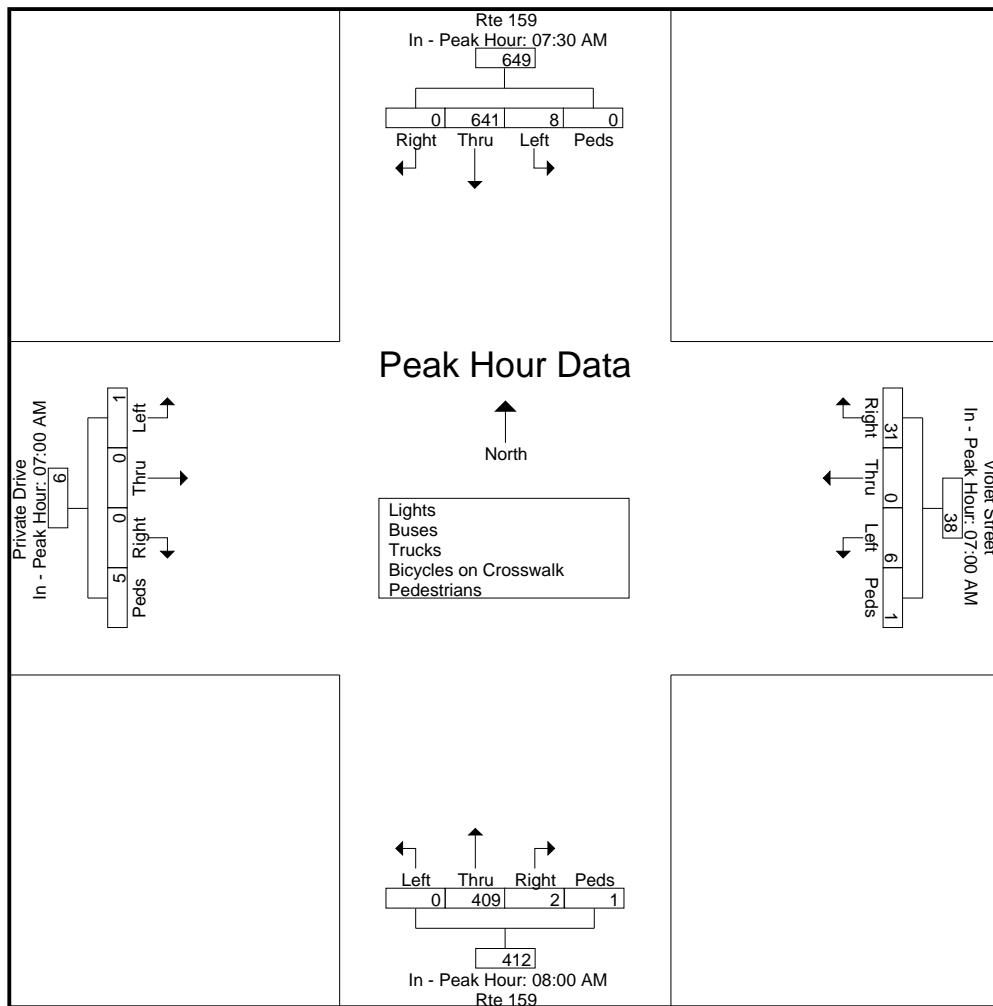 Rte 159
In - Peak Hour: 07:30 AM
649
0 641 8 0
Right Thru Left Peds
Peak Hour Data
North
Lights
Buses
Trucks
Bicycles on Crosswalk
Pedestrians
Private Drive
In - Peak Hour: 07:00 AM
6
1 0 0 5
Left Thru Right Peds
Violet Street
In - Peak Hour: 07:00 AM
38
31 0 6 1
Right Thru Left Peds
Left Thru Right Peds
0 409 2 1
412
In - Peak Hour: 08:00 AM
Rte 159